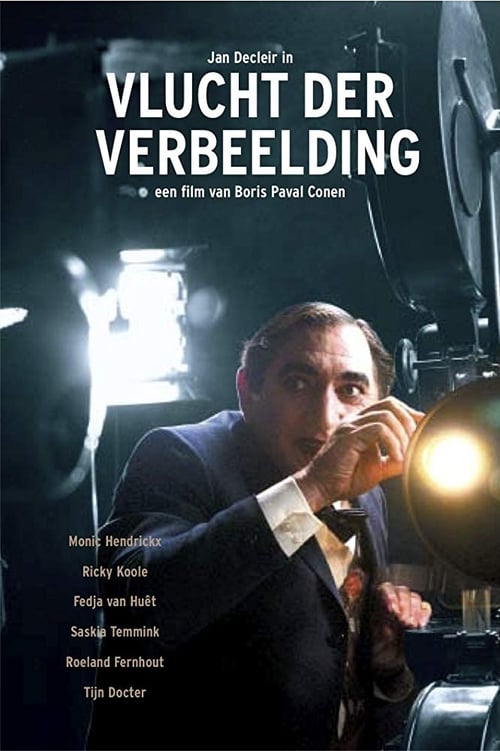 Jan Decleir in
VLUCHT DER
VERBEELDING
een film van Boris Paval Conen
Monic Hendrickx
Ricky Koole
Fedja van Huêt
Saskia Temmink
Roeland Fernhout
Tijn Docter